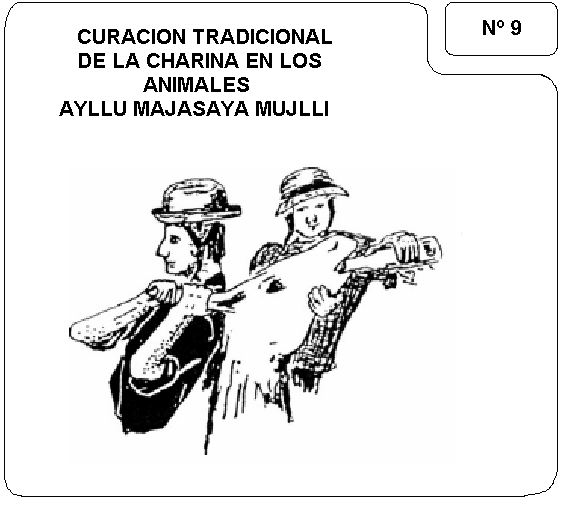 CURACION TRADICIONAL
DE LA CHARINA EN LOS
ANIMALES
AYLLU MAJASAYA MUJLLI
Nº 9